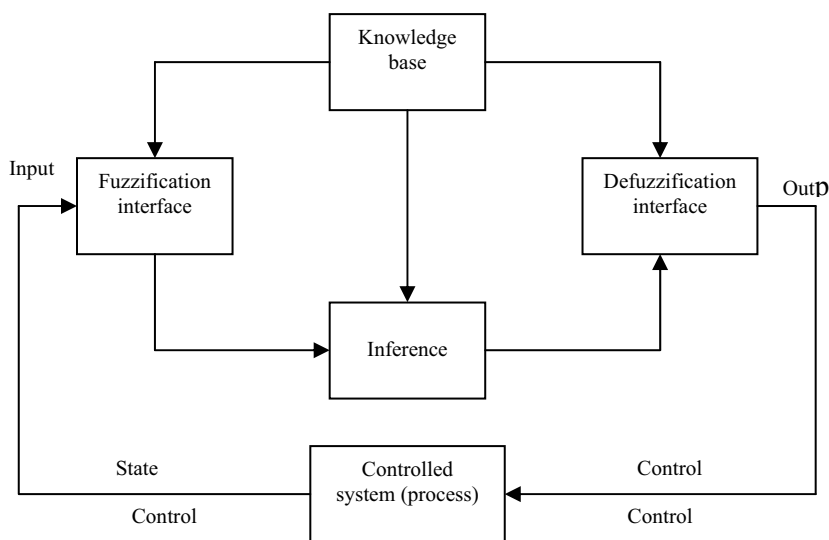 Knowledge
base
Input
Fuzzification
interface
Defuzzification
interface
Outp
Inference
State
Control
Controlled
system (process)
Control
Control